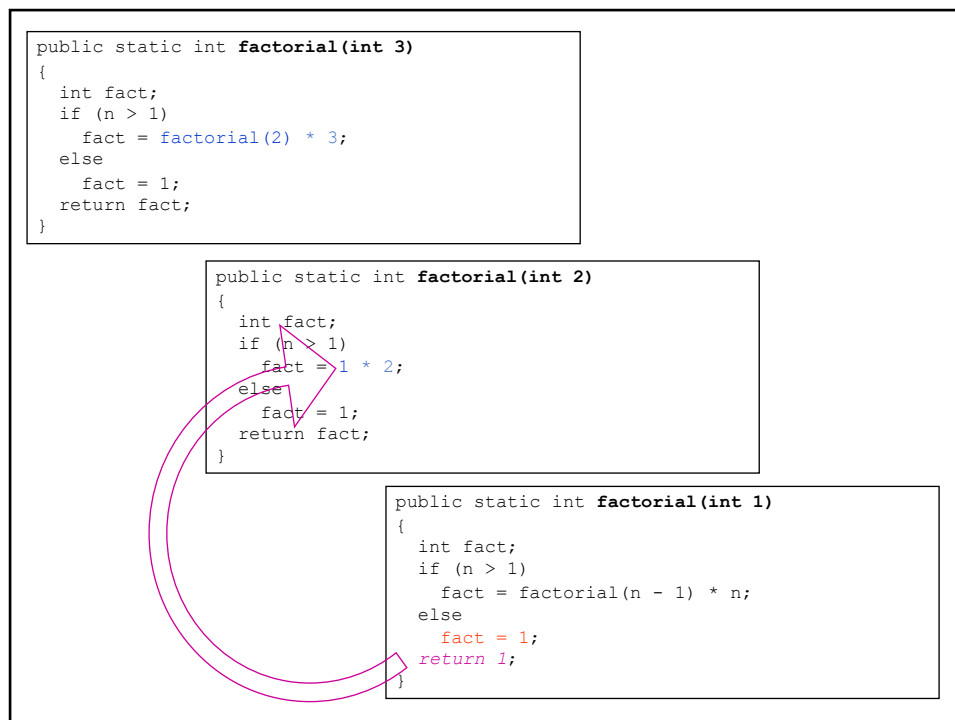 public static int factorial(int 3)
{
int fact;
if (n > 1)
fact = factorial(2) * 3;
else
fact = 1;
return fact;
}
public static int factorial(int 2)
{
int fact;
if (n > 1)
fact = 1 * 2;
else
fact = 1;
return fact;
}
public static int factorial(int 1)
{
int fact;
if (n > 1)
fact = factorial(n - 1) * n;
else
fact = 1;
return 1;
}